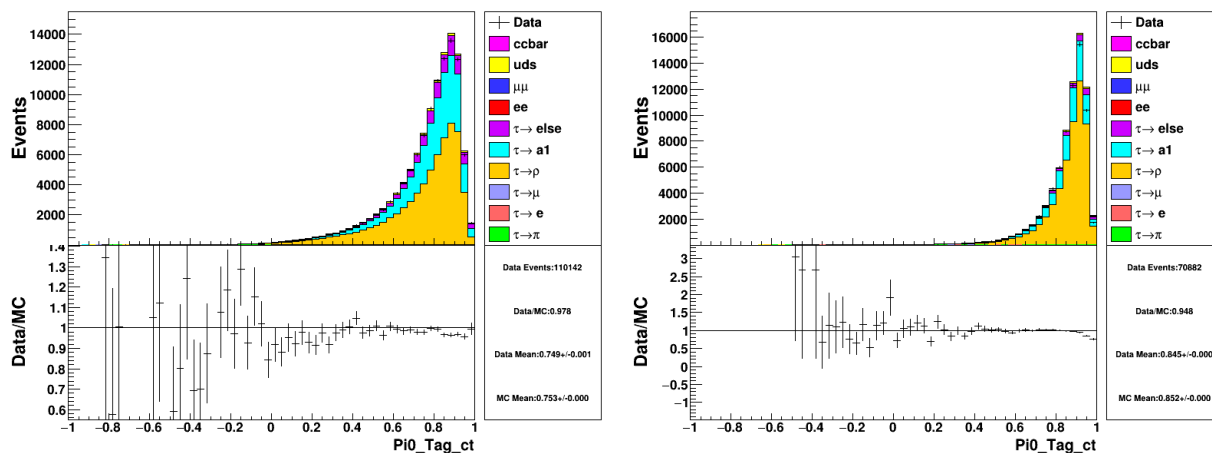 Events
14000
12000
10000
8000
6000
4000
2000
Data
ccbar
uds
μμ
ee
τ→ else
τ→ a1
τ→ρ
τ→μ
τ→ e
τ→π
Data/MC
1.4
1.3
1.2
1.1
1
0.9
0.8
0.7
0.6
−1 −0.8 −0.6 −0.4 −0.2 0 0.2 0.4 0.6 0.8 1
Pi0_Tag_ct
Data Events:110142
Data/MC:0.978
Data Mean:0.749+/-0.001
MC Mean:0.753+/-0.000
Events
16000
14000
12000
10000
8000
6000
4000
2000
Data
ccbar
uds
μμ
ee
τ→ else
τ→ a1
τ→ρ
τ→μ
τ→ e
τ→π
Data/MC
3
2.5
2
1.5
1
0.5
0
−0.5
−1
−1 −0.8 −0.6 −0.4 −0.2 0 0.2 0.4 0.6 0.8 1
Pi0_Tag_ct
Data Events:70882
Data/MC:0.948
Data Mean:0.845+/-0.000
MC Mean:0.852+/-0.000